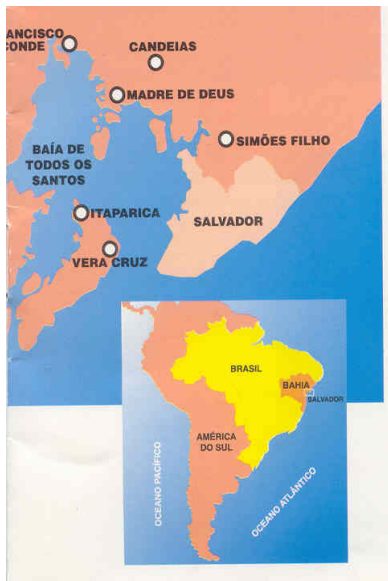 ANCISCO
CONDE
CANDEIAS
MADRE DE DEUS
SIMÕES FILHO
BAÍA DE
TODOS OS
SANTOS
ITAPARICA
SALVADOR
VERA CRUZ
BRASIL
BAHIA
SALVADOR
AMÉRICA
DO SUL
OCEANO PACÍFICO
OCEANO ATLÂNTICO